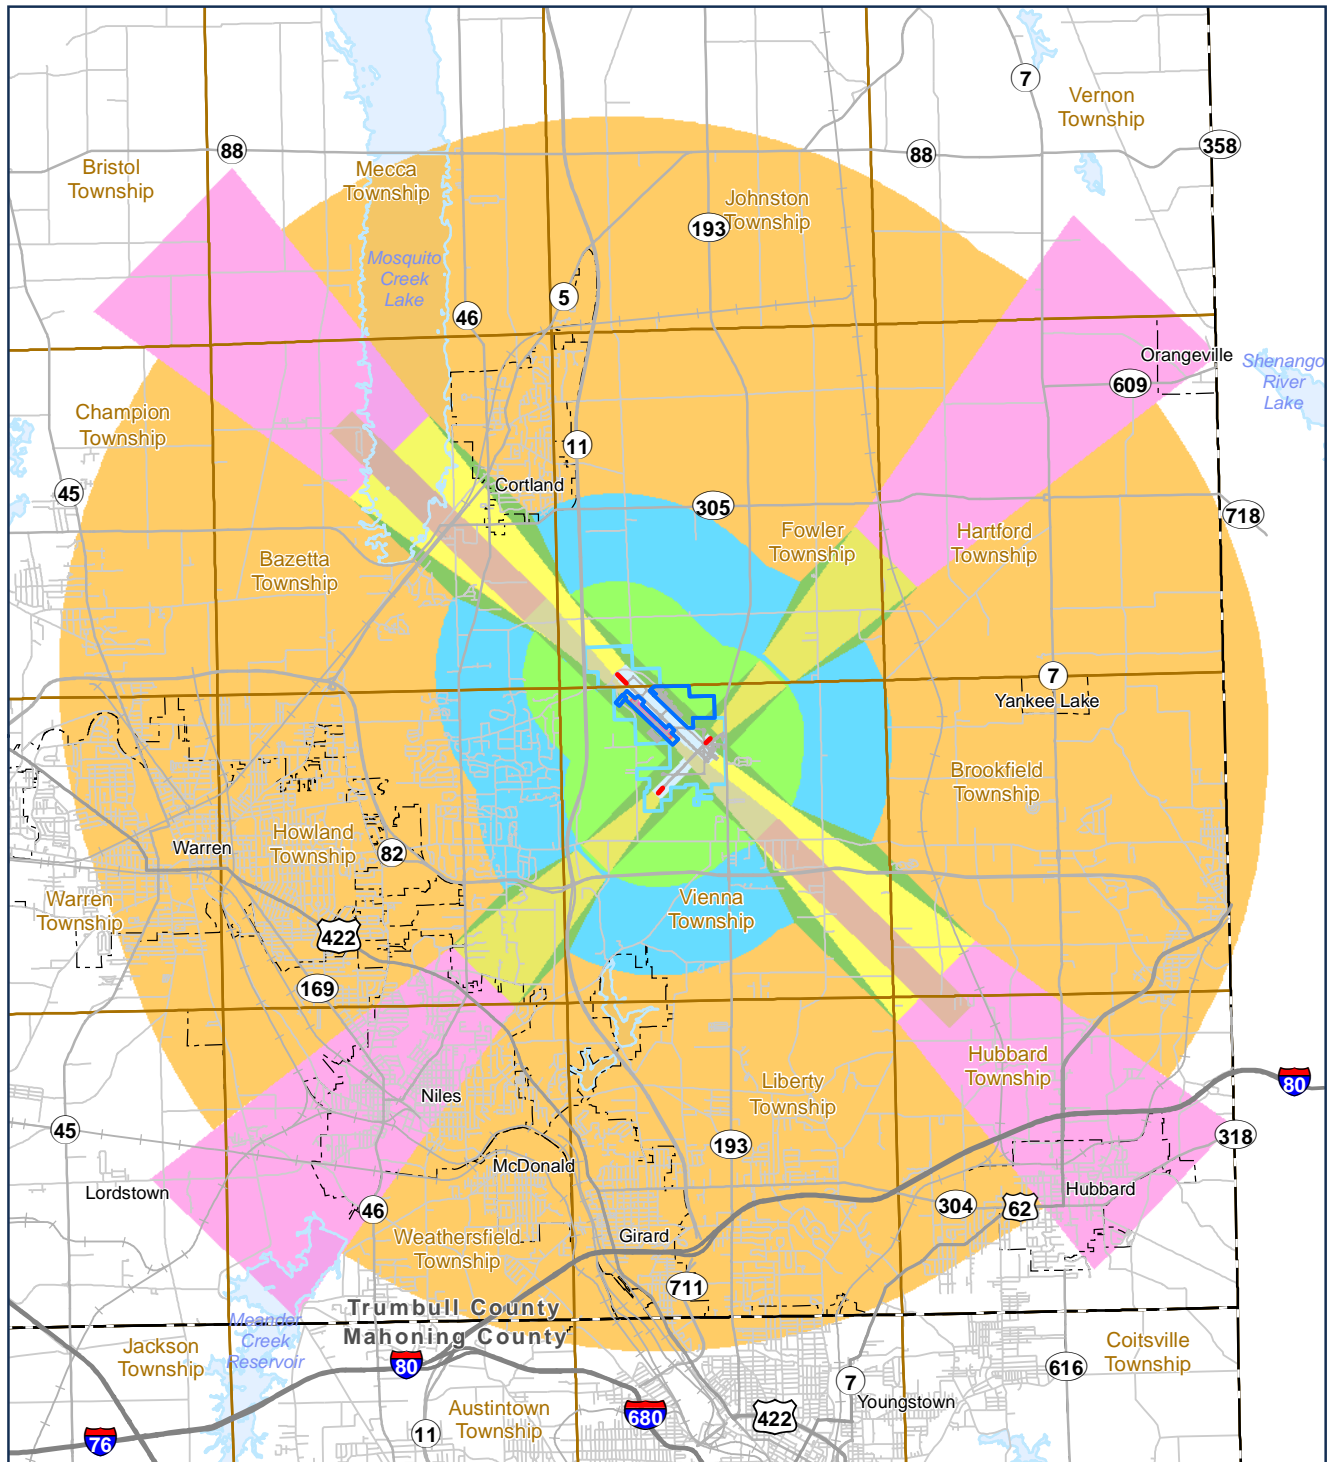 7
Vernon
Township
88
88
358
Bristol
Township
Mecca
Township
Johnston
Township
193
Mosquito
Creek
Lake
5
46
Orangeville
Shenango
River
Lake
609
Champion
Township
11
45
Cortland
305
718
Fowler
Township
Hartford
Township
Bazetta
Township
7
Yankee Lake
Brookfield
Township
Howland
Township
Warren
82
Warren
Township
Vienna
Township
422
169
Hubbard
Township
Liberty
Township
80
Niles
45
193
318
McDonald
Lordstown
Hubbard
46
304
62
Weathersfield
Township
Girard
711
Trumbull County
Mahoning County
Meander
Creek
Reservoir
Jackson
Township
Coitsville
Township
80
616
7
Youngstown
Austintown
Township
680
422
11
76